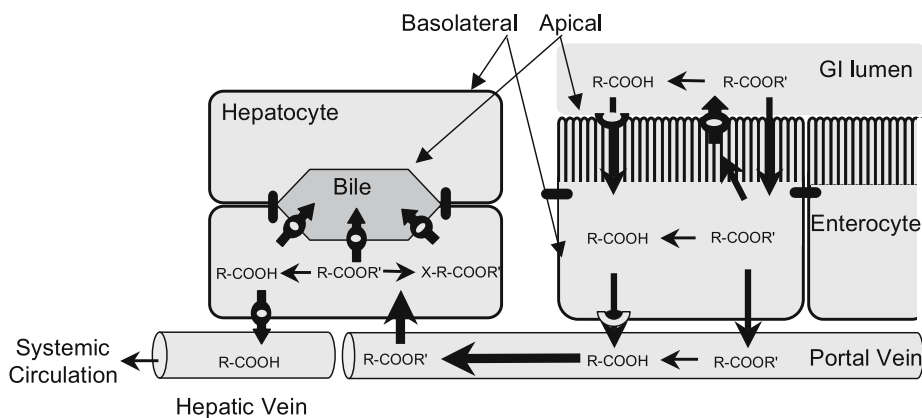 Basolateral Apical
R-COOH R-COOR' GI lumen
Hepatocyte
Bile
R-COOH R-COOR' Enterocyte
R-COOH R-COOR' X-R-COOR'
Systemic
Circulation
R-COOH R-COOR' R-COOH R-COOR' Portal Vein
Hepatic Vein